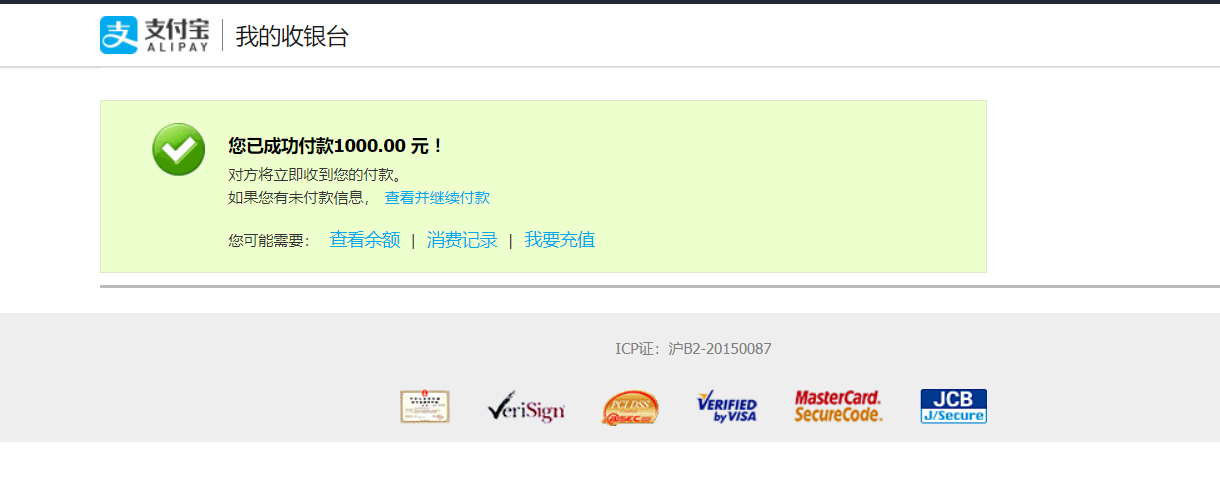 支付宝
ALIPAY
我的收银台
您已成功付款1000.00 元！
对方将立即收到您的付款。
如果您有未付款信息， 查看并继续付款
您可能需要： 查看余额 | 消费记录 | 我要充值
ICP证：沪B2-20150087
VeriSign
PCI DSS
@SEC
VERIFIED
by VISA
MasterCard.
SecureCode.
JCB
J/Secure